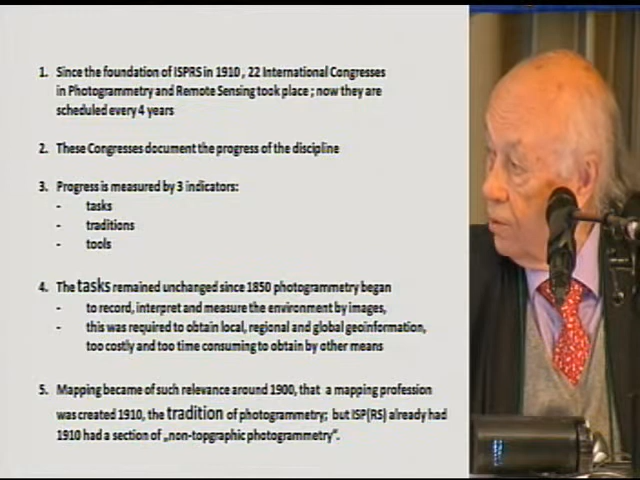 1. Since the foundation of ISPRS in 1910 , 22 International Congresses
in Photogrammetry and Remote Sensing took place ; now they are
scheduled every 4 years
2. These Congresses document the progress of the discipline
3. Progress is measured by 3 indicators:
- tasks
- traditions
- tools
4. The tasks remained unchanged since 1850 photogrammetry began
- to record, interpret and measure the environment by images,
- this was required to obtain local, regional and global geoinformation,
too costly and too time consuming to obtain by other means
5. Mapping became of such relevance around 1900, that a mapping profession
was created 1910, the tradition of photogrammetry; but ISP(RS) already had
1910 had a section of „non-topgraphic photogrammetry“.